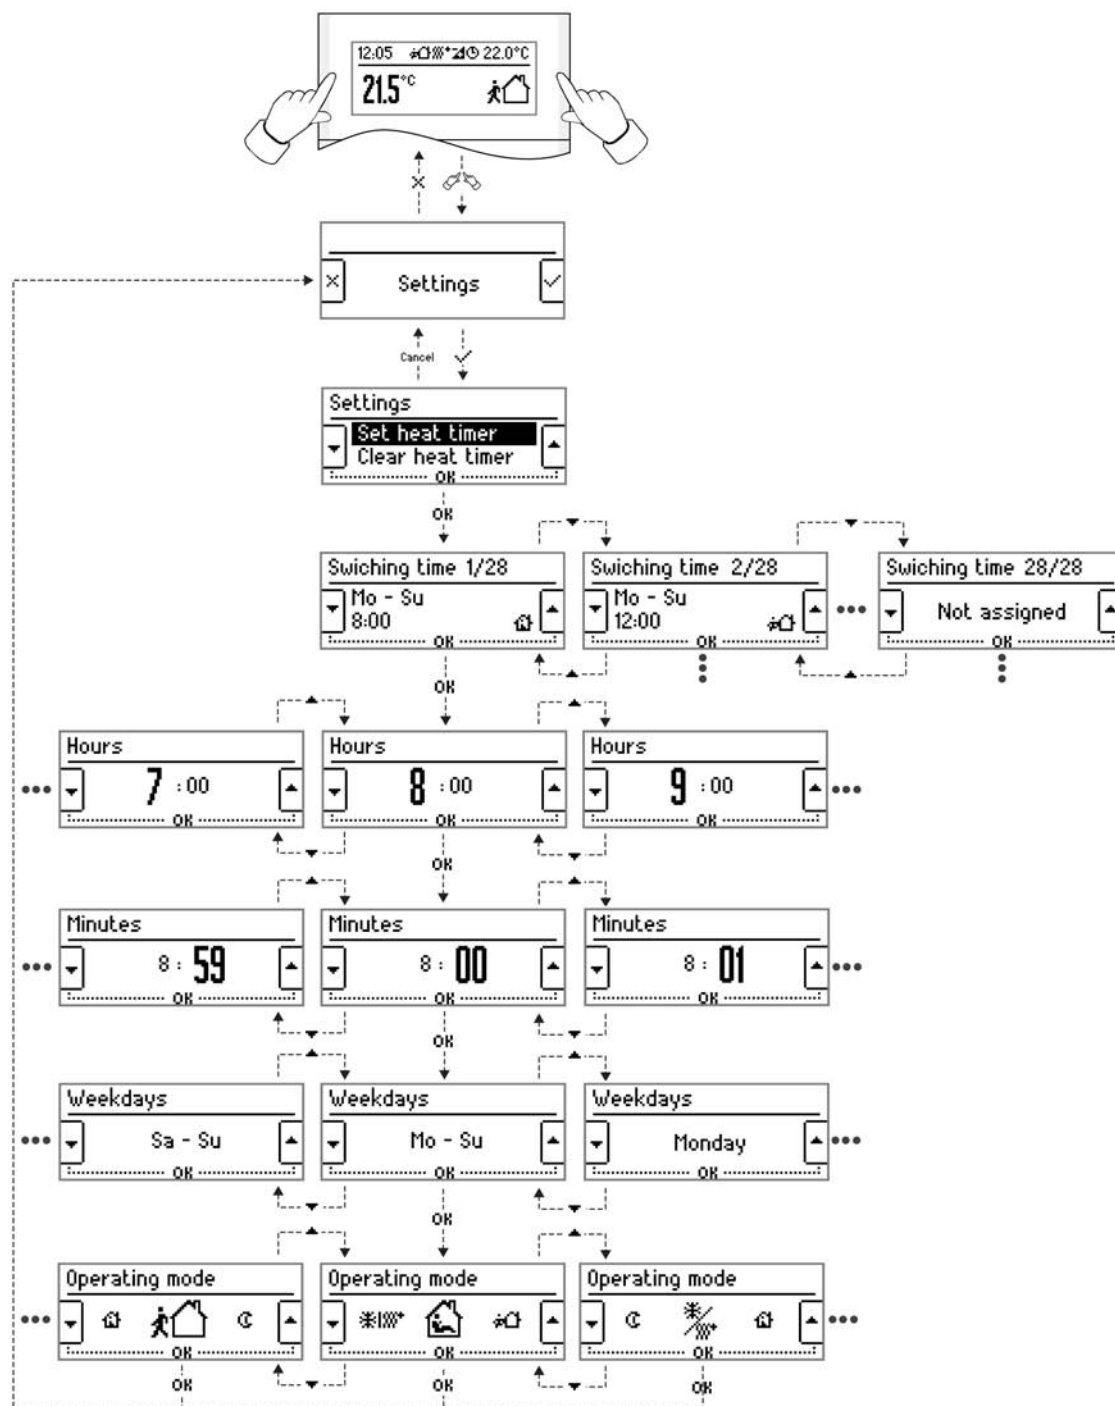 12:05 22.0°C
21.5°C
Settings
Cancel
Settings
Set heat timer
Clear heat timer
OK
OK
Swiching time 1/28
Mo - Su
8:00
OK
Swiching time 2/28
Mo - Su
12:00
OK
Swiching time 28/28
Not assigned
OK
OK
Hours
7 :00
OK
Hours
8 :00
OK
Hours
9 :00
OK
OK
Minutes
8: 59
OK
Minutes
8: 00
OK
Minutes
8: 01
OK
OK
Weekdays
Sa - Su
OK
Weekdays
Mo - Su
OK
Weekdays
Monday
OK
OK
Operating mode
OK
Operating mode
OK
Operating mode
OK
OK
OK
OK